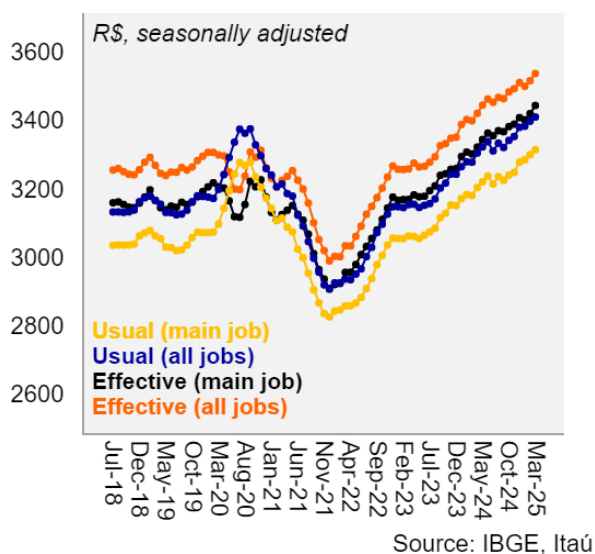 R$, seasonally adjusted
3600
3400
3200
3000
2800
2600
Usual (main job)
Usual (all jobs)
Effective (main job)
Effective (all jobs)
Jul-18
Dec-18
May-19
Oct-19
Mar-20
Aug-20
Jan-21
Jun-21
Nov-21
Apr-22
Sep-22
Feb-23
Jul-23
Dec-23
May-24
Oct-24
Mar-25
Source: IBGE, Itaú